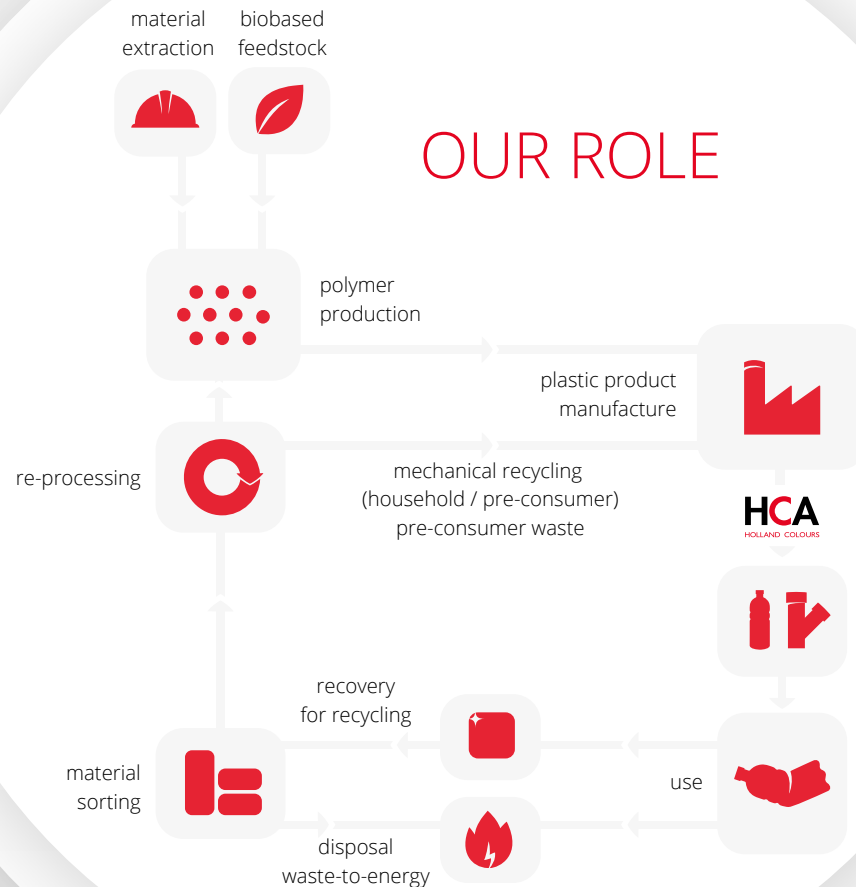 material
extraction
biobased
feedstock
OUR ROLE
polymer
production
plastic product
manufacture
re-processing
mechanical recycling
(household / pre-consumer)
pre-consumer waste
HCA
HOLLAND COLOURS
recovery
for recycling
material
sorting
use
disposal
waste-to-energy